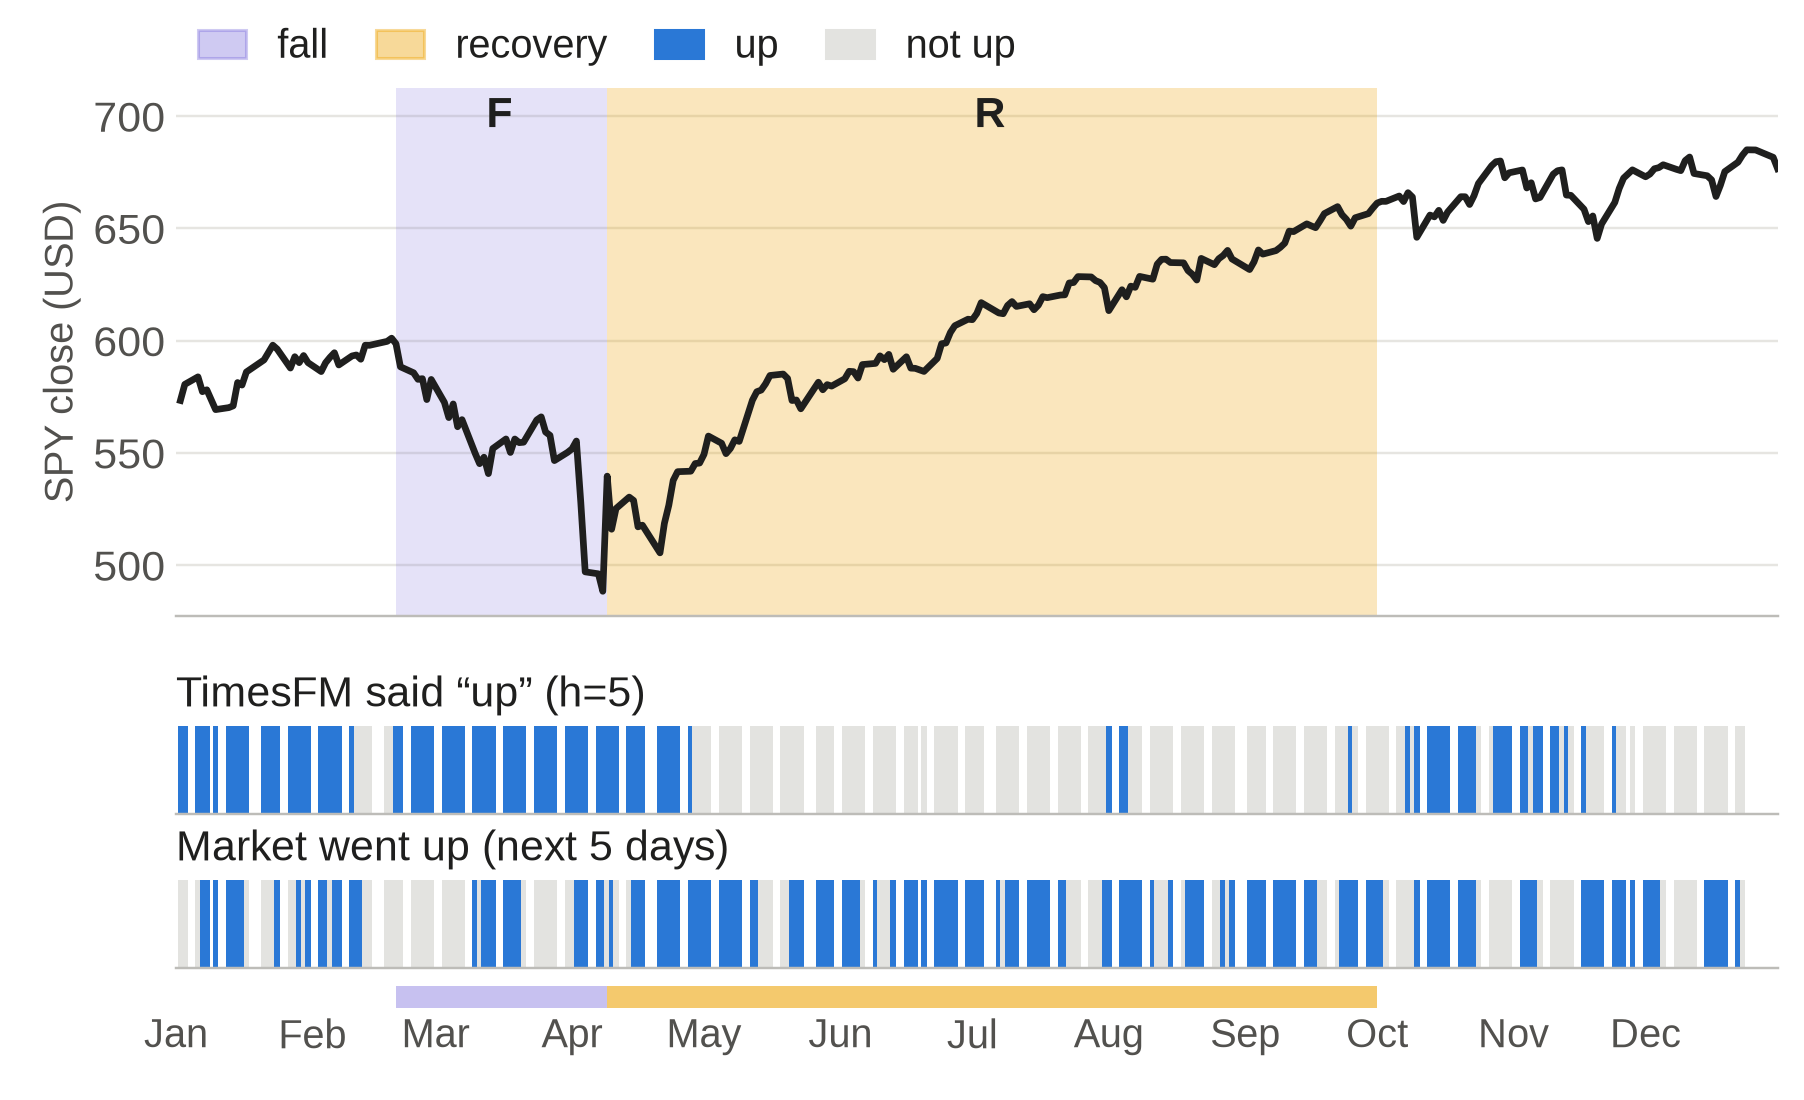 fall recovery up not up
F R
700
650
600
550
500
SPY close (USD)
TimesFM said “up” (h=5)
Market went up (next 5 days)
Jan Feb Mar Apr May Jun Jul Aug Sep Oct Nov Dec